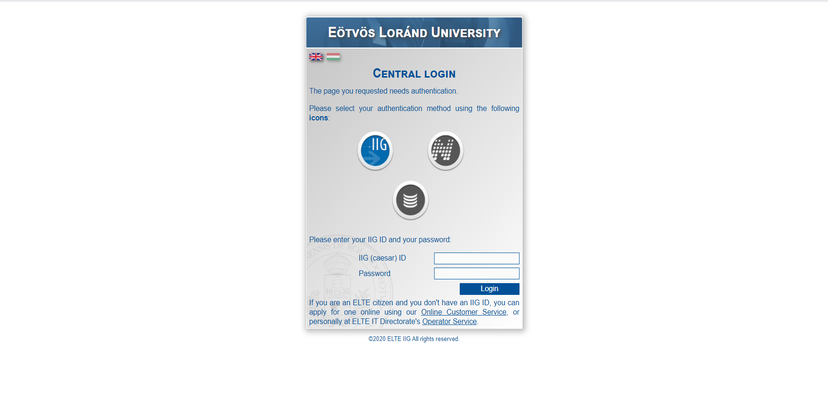 Eötvös Loránd University
Central login
The page you requested needs authentication.
Please select your authentication method using the following
icons:
IIG
Please enter your IIG ID and your password:
IIG (caesar) ID
Password
Login
If you are an ELTE citizen and you don't have an IIG ID, you can
apply for one online using our Online Customer Service, or
personally at ELTE IT Directorate's Operator Service.
©2020 ELTE IIG All rights reserved